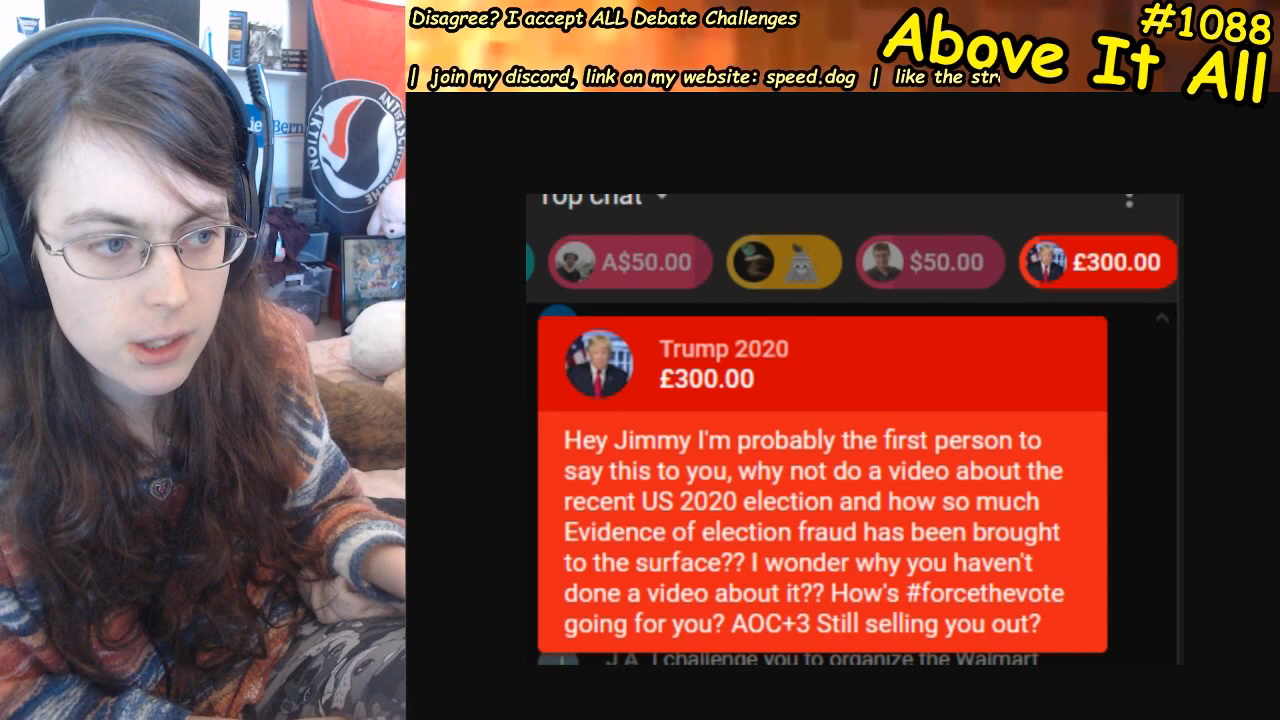 Disagree? I accept ALL Debate Challenges
#1088
Above It All
| join my discord, link on my website: speed.dog | like the str
AKTION
ANTIFASCHISTISCHE
ie
Bern
Top chat
A$50.00
$50.00
£300.00
Trump 2020
£300.00
Hey Jimmy I'm probably the first person to
say this to you, why not do a video about the
recent US 2020 election and how so much
Evidence of election fraud has been brought
to the surface?? I wonder why you haven't
done a video about it?? How's #forcethevote
going for you? AOC+3 Still selling you out?
J A I challenge you to organize the Walmart